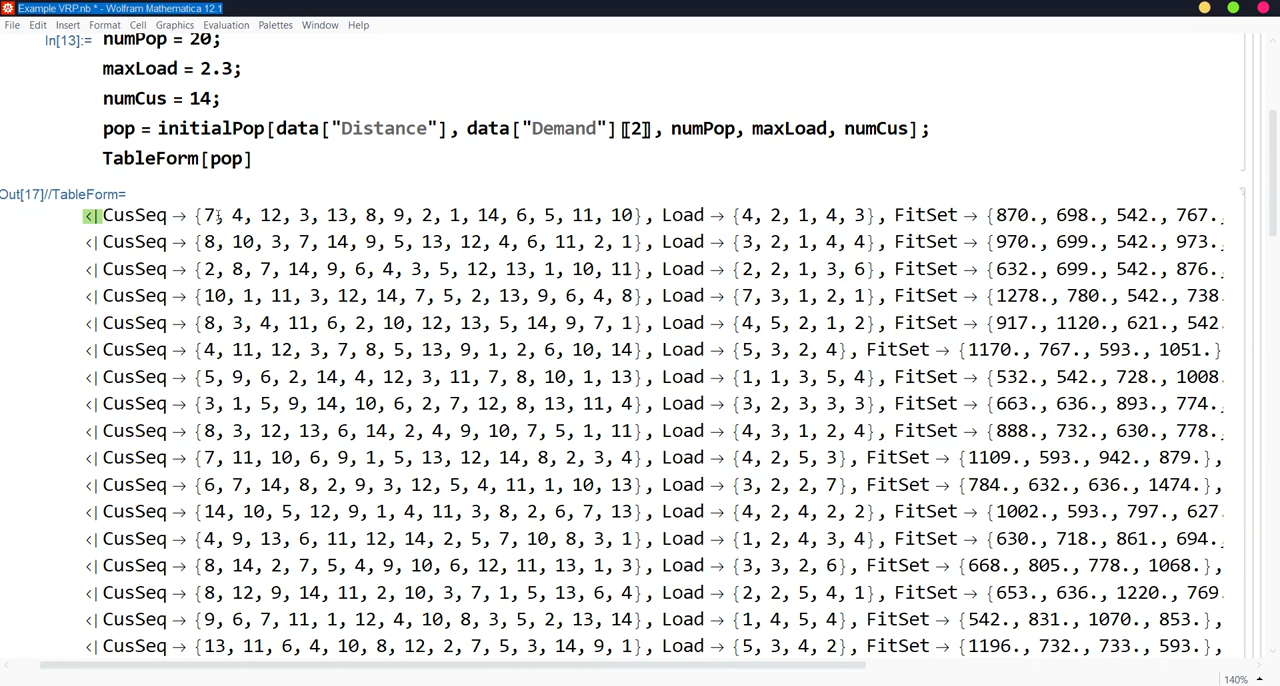 Example VRP.nb * - Wolfram Mathematica 12.1
File Edit Insert Format Cell Graphics Evaluation Palettes Window Help
In[13]:= numPop = 20;
maxLoad = 2.3;
numCus = 14;
pop = initialPop[data["Distance"], data["Demand"]〚2〛, numPop, maxLoad, numCus];
TableForm[pop]
Out[17]//TableForm=
<|CusSeq → {7, 4, 12, 3, 13, 8, 9, 2, 1, 14, 6, 5, 11, 10}, Load → {4, 2, 1, 4, 3}, FitSet → {870., 698., 542., 767.,
<|CusSeq → {8, 10, 3, 7, 14, 9, 5, 13, 12, 4, 6, 11, 2, 1}, Load → {3, 2, 1, 4, 4}, FitSet → {970., 699., 542., 973.
<|CusSeq → {2, 8, 7, 14, 9, 6, 4, 3, 5, 12, 13, 1, 10, 11}, Load → {2, 2, 1, 3, 6}, FitSet → {632., 699., 542., 876.
<|CusSeq → {10, 1, 11, 3, 12, 14, 7, 5, 2, 13, 9, 6, 4, 8}, Load → {7, 3, 1, 2, 1}, FitSet → {1278., 780., 542., 738
<|CusSeq → {8, 3, 4, 11, 6, 2, 10, 12, 13, 5, 14, 9, 7, 1}, Load → {4, 5, 2, 1, 2}, FitSet → {917., 1120., 621., 542
<|CusSeq → {4, 11, 12, 3, 7, 8, 5, 13, 9, 1, 2, 6, 10, 14}, Load → {5, 3, 2, 4}, FitSet → {1170., 767., 593., 1051.}
<|CusSeq → {5, 9, 6, 2, 14, 4, 12, 3, 11, 7, 8, 10, 1, 13}, Load → {1, 1, 3, 5, 4}, FitSet → {532., 542., 728., 1008
<|CusSeq → {3, 1, 5, 9, 14, 10, 6, 2, 7, 12, 8, 13, 11, 4}, Load → {3, 2, 3, 3, 3}, FitSet → {663., 636., 893., 774.
<|CusSeq → {8, 3, 12, 13, 6, 14, 2, 4, 9, 10, 7, 5, 1, 11}, Load → {4, 3, 1, 2, 4}, FitSet → {888., 732., 630., 778.
<|CusSeq → {7, 11, 10, 6, 9, 1, 5, 13, 12, 14, 8, 2, 3, 4}, Load → {4, 2, 5, 3}, FitSet → {1109., 593., 942., 879.},
<|CusSeq → {6, 7, 14, 8, 2, 9, 3, 12, 5, 4, 11, 1, 10, 13}, Load → {3, 2, 2, 7}, FitSet → {784., 632., 636., 1474.},
<|CusSeq → {14, 10, 5, 12, 9, 1, 4, 11, 3, 8, 2, 6, 7, 13}, Load → {4, 2, 4, 2, 2}, FitSet → {1002., 593., 797., 627
<|CusSeq → {4, 9, 13, 6, 11, 12, 14, 2, 5, 7, 10, 8, 3, 1}, Load → {1, 2, 4, 3, 4}, FitSet → {630., 718., 861., 694.
<|CusSeq → {8, 14, 2, 7, 5, 4, 9, 10, 6, 12, 11, 13, 1, 3}, Load → {3, 3, 2, 6}, FitSet → {668., 805., 778., 1068.},
<|CusSeq → {8, 12, 9, 14, 11, 2, 10, 3, 7, 1, 5, 13, 6, 4}, Load → {2, 2, 5, 4, 1}, FitSet → {653., 636., 1220., 769
<|CusSeq → {9, 6, 7, 11, 1, 12, 4, 10, 8, 3, 5, 2, 13, 14}, Load → {1, 4, 5, 4}, FitSet → {542., 831., 1070., 853.},
<|CusSeq → {13, 11, 6, 4, 10, 8, 12, 2, 7, 5, 3, 14, 9, 1}, Load → {5, 3, 4, 2}, FitSet → {1196., 732., 733., 593.},
140%